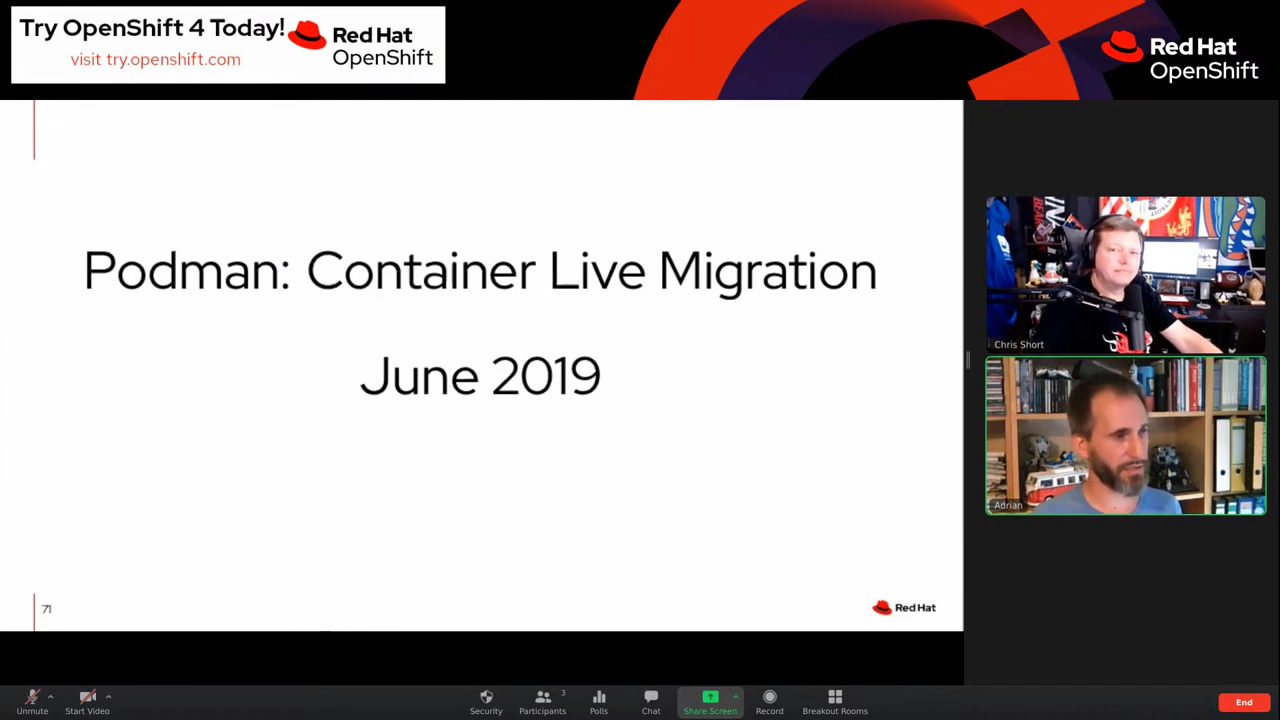 Try OpenShift 4 Today!
visit try.openshift.com
Red Hat
OpenShift
Red Hat
OpenShift
Podman: Container Live Migration
June 2019
71
Red Hat
Chris Short
Adrian
Unmute
Start Video
Security
Participants 3
Polls
Chat
Share Screen
Record
Breakout Rooms
End